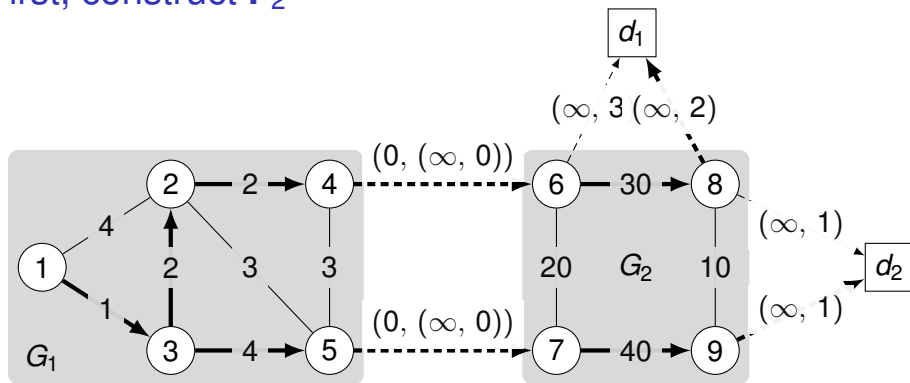 irst, construct F₂
d₁
(∞, 3 (∞, 2)
(0, (∞, 0))
2 2 4 6 30 8
4 (∞, 1)
1 2 3 3 20 G₂ 10 d₂
1 (0, (∞, 0)) (∞, 1)
G₁ 3 4 5 7 40 9